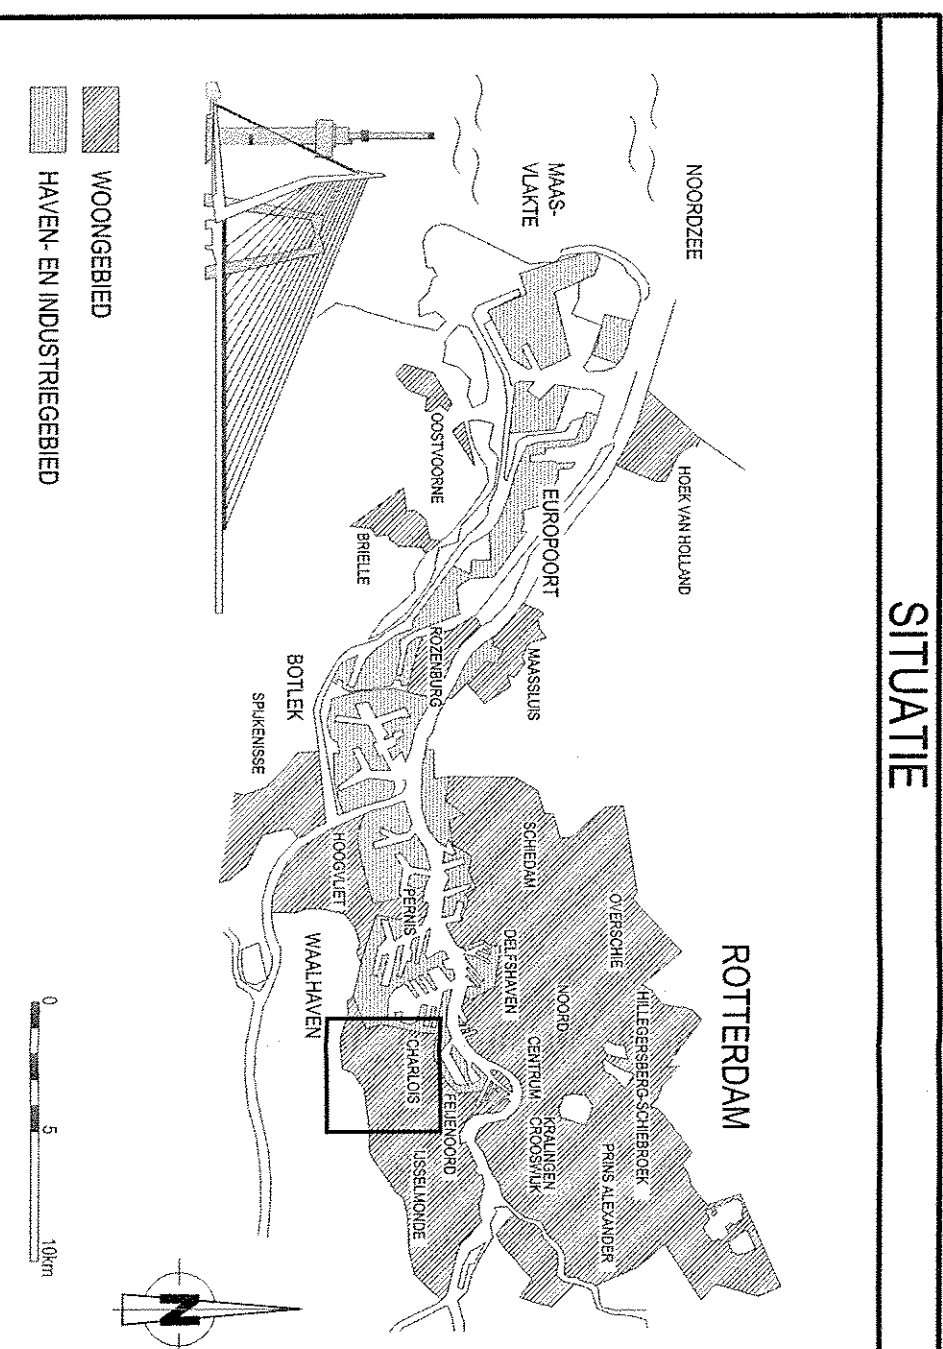 SITUATIE
ROTTERDAM
NOORDZEE
MAAS-
VLAKTE
HOEK VAN HOLLAND
EUROPOORT
OOSTVOORNE
BRIELLE
MAASSLUIS
ROZENBURG
BOTLEK
SPIJKENISSE
HOOGVLIET
PERNIS
WAALHAVEN
SCHIEDAM
OVERSCHIE
DELFSHAVEN
NOORD
HILLEGERSBERG-SCHIEBROEK
CENTRUM
KRALINGEN
CROOSWIJK
PRINS ALEXANDER
CHARLOIS
FEIJENOORD
IJSSELMONDE
WOONGEBIED
HAVEN- EN INDUSTRIEGEBIED
0 5 10km
N